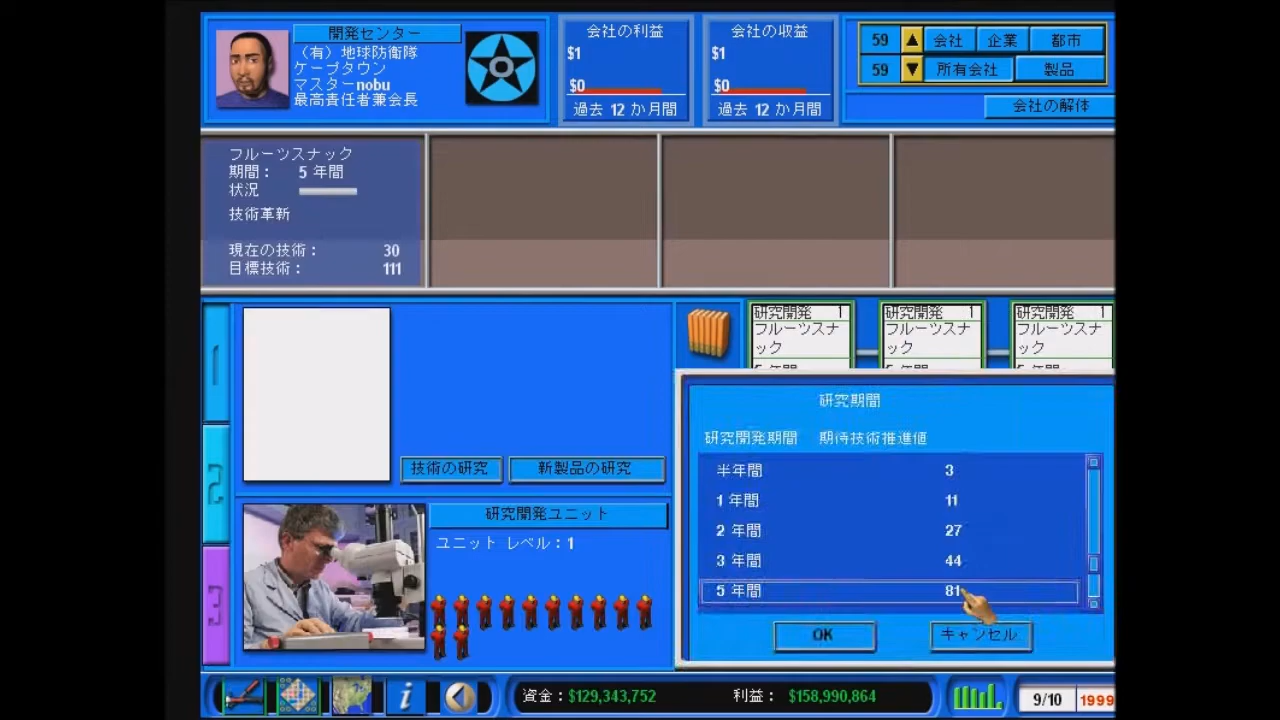 開発センター
（有）地球防衛隊
ケープタウン
マスターnobu
最高責任者兼会長
会社の利益
$1
$0
過去 12 か月間
会社の収益
$1
$0
過去 12 か月間
59 ▲ 会社 企業 都市
59 ▼ 所有会社 製品
会社の解体
フルーツスナック
期間： 5 年間
状況
技術革新
現在の技術： 30
目標技術： 111
1
2
3
研究開発 1
フルーツスナ
ック
研究開発 1
フルーツスナ
ック
研究開発 1
フルーツスナ
ック
技術の研究 新製品の研究
研究開発ユニット
ユニット レベル：1
研究期間
研究開発期間 期待技術推進値
半年間 3
1 年間 11
2 年間 27
3 年間 44
5 年間 81
OK キャンセル
i
資金：$129,343,752 利益： $158,990,864
9/10 1999